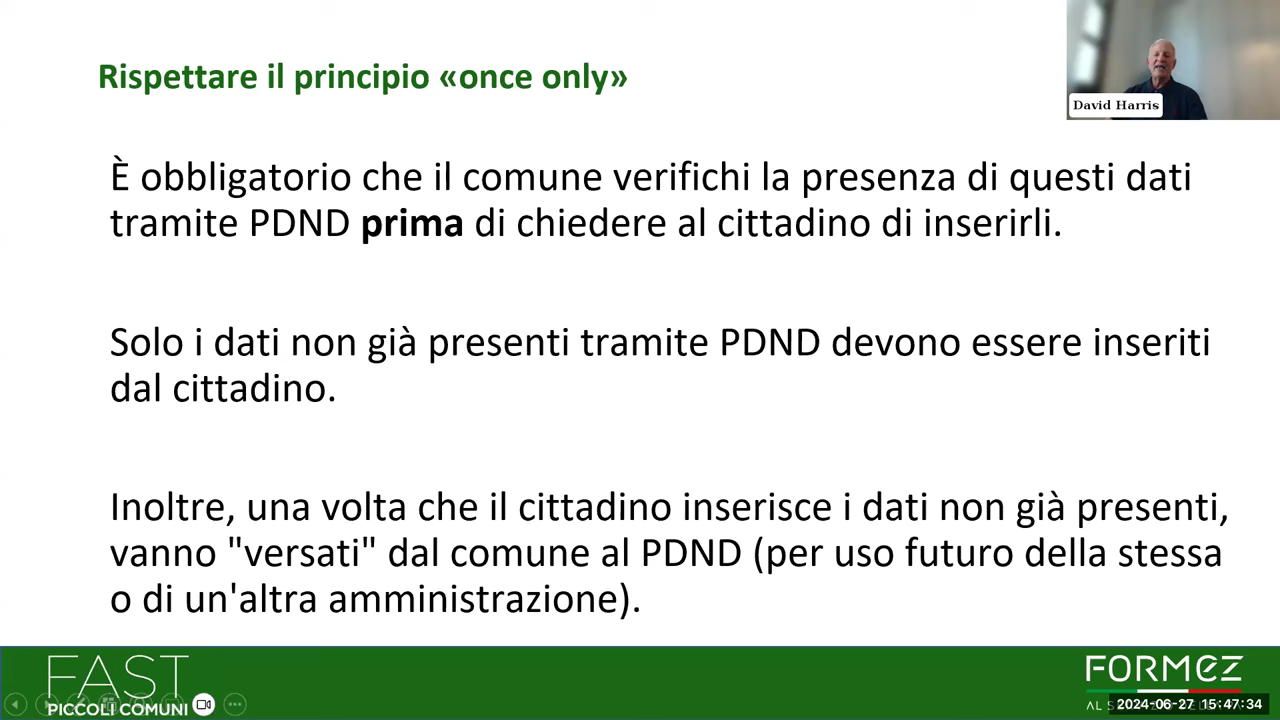 Rispettare il principio «once only»
David Harris
È obbligatorio che il comune verifichi la presenza di questi dati
tramite PDND prima di chiedere al cittadino di inserirli.
Solo i dati non già presenti tramite PDND devono essere inseriti
dal cittadino.
Inoltre, una volta che il cittadino inserisce i dati non già presenti,
vanno "versati" dal comune al PDND (per uso futuro della stessa
o di un'altra amministrazione).
FAST
PICCOLI COMUNI
FORMEZ
AL S
2024-06-27 15:47:34